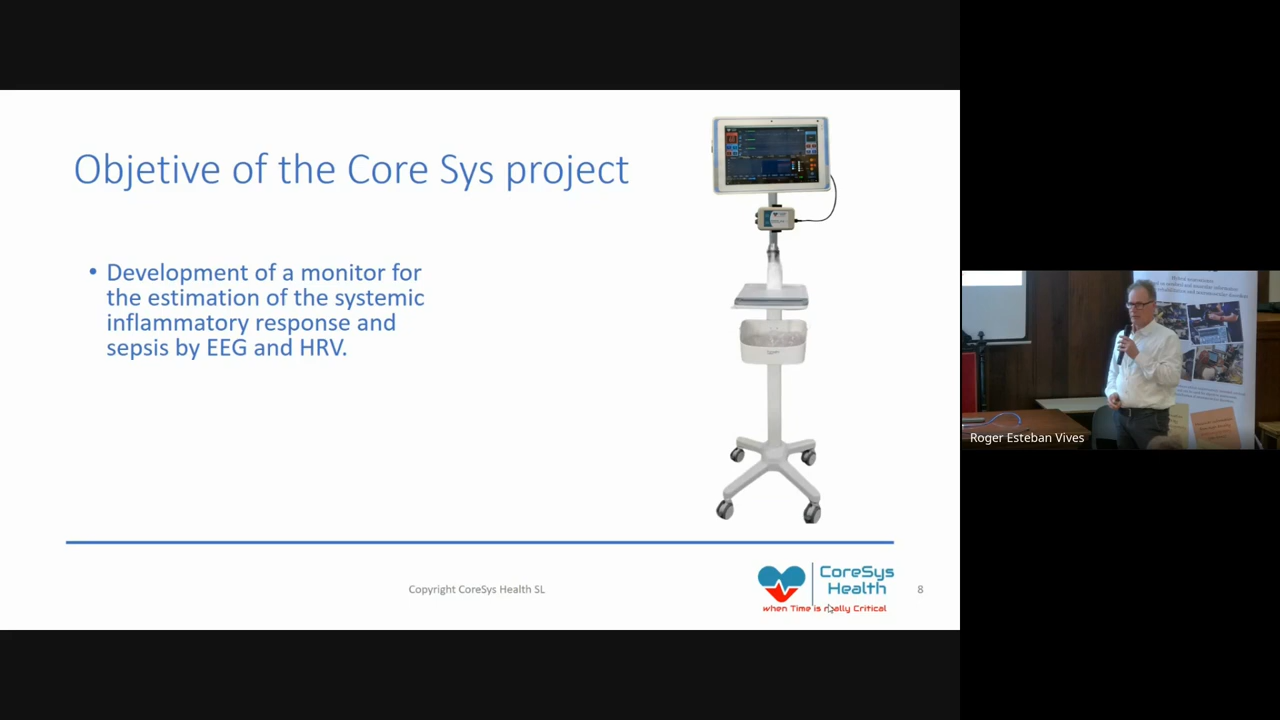 Objetive of the Core Sys project
• Development of a monitor for
the estimation of the systemic
inflammatory response and
sepsis by EEG and HRV.
Copyright CoreSys Health SL
CoreSys
Health
when Time is really Critical
8
Roger Esteban Vives